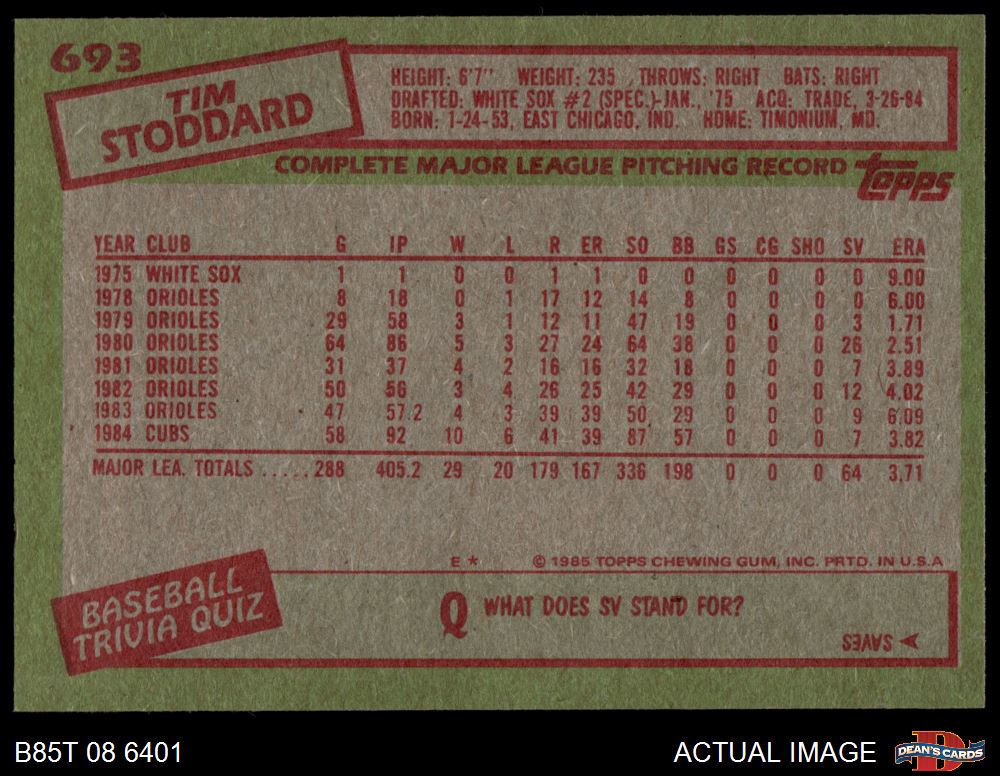 693
TIM
STODDARD
HEIGHT: 6'7" WEIGHT: 235 THROWS: RIGHT BATS: RIGHT
DRAFTED: WHITE SOX #2 (SPEC.)-JAN., '75 ACQ: TRADE, 3-26-84
BORN: 1-24-53, EAST CHICAGO, IND. HOME: TIMONIUM, MD.
COMPLETE MAJOR LEAGUE PITCHING RECORD topps
YEAR CLUB G IP W L R ER SO BB GS CG SHO SV ERA
1975 WHITE SOX 1 1 0 0 1 1 0 0 0 0 0 0 9.00
1978 ORIOLES 8 18 0 1 17 12 14 8 0 0 0 0 6.00
1979 ORIOLES 29 58 3 1 12 11 47 19 0 0 0 3 1.71
1980 ORIOLES 64 86 5 3 27 24 64 38 0 0 0 26 2.51
1981 ORIOLES 31 37 4 2 16 16 32 18 0 0 0 7 3.89
1982 ORIOLES 50 56 3 4 26 25 42 29 0 0 0 12 4.02
1983 ORIOLES 47 57.2 4 3 39 39 50 29 0 0 0 9 6.09
1984 CUBS 58 92 10 6 41 39 87 57 0 0 0 7 3.82
MAJOR LEA. TOTALS .....288 405.2 29 20 179 167 336 198 0 0 0 64 3.71
E * © 1985 TOPPS CHEWING GUM, INC. PRTD. IN U.S.A
BASEBALL
TRIVIA QUIZ
Q WHAT DOES SV STAND FOR?
SAVES
B85T 08 6401
ACTUAL IMAGE
D
DEAN'S CARDS